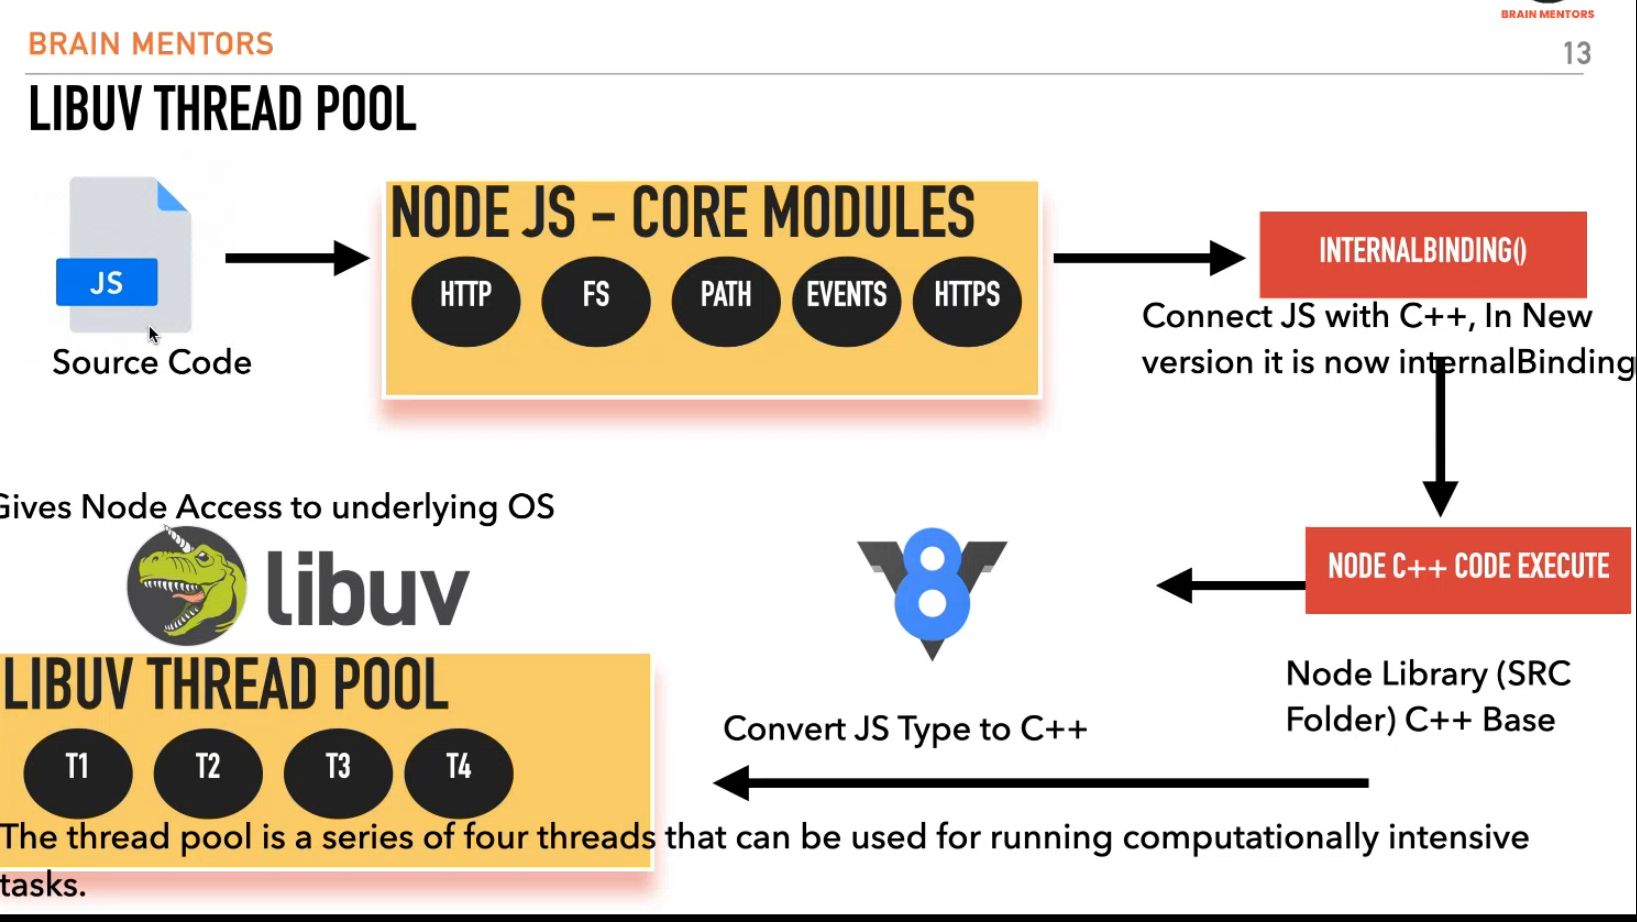 BRAIN MENTORS
BRAIN MENTORS
13
LIBUV THREAD POOL
JS
Source Code
NODE JS - CORE MODULES
HTTP
FS
PATH
EVENTS
HTTPS
INTERNALBINDING()
Connect JS with C++, In New
version it is now internalBinding
Gives Node Access to underlying OS
libuv
8
NODE C++ CODE EXECUTE
Node Library (SRC
Folder) C++ Base
LIBUV THREAD POOL
T1
T2
T3
T4
Convert JS Type to C++
The thread pool is a series of four threads that can be used for running computationally intensive
tasks.